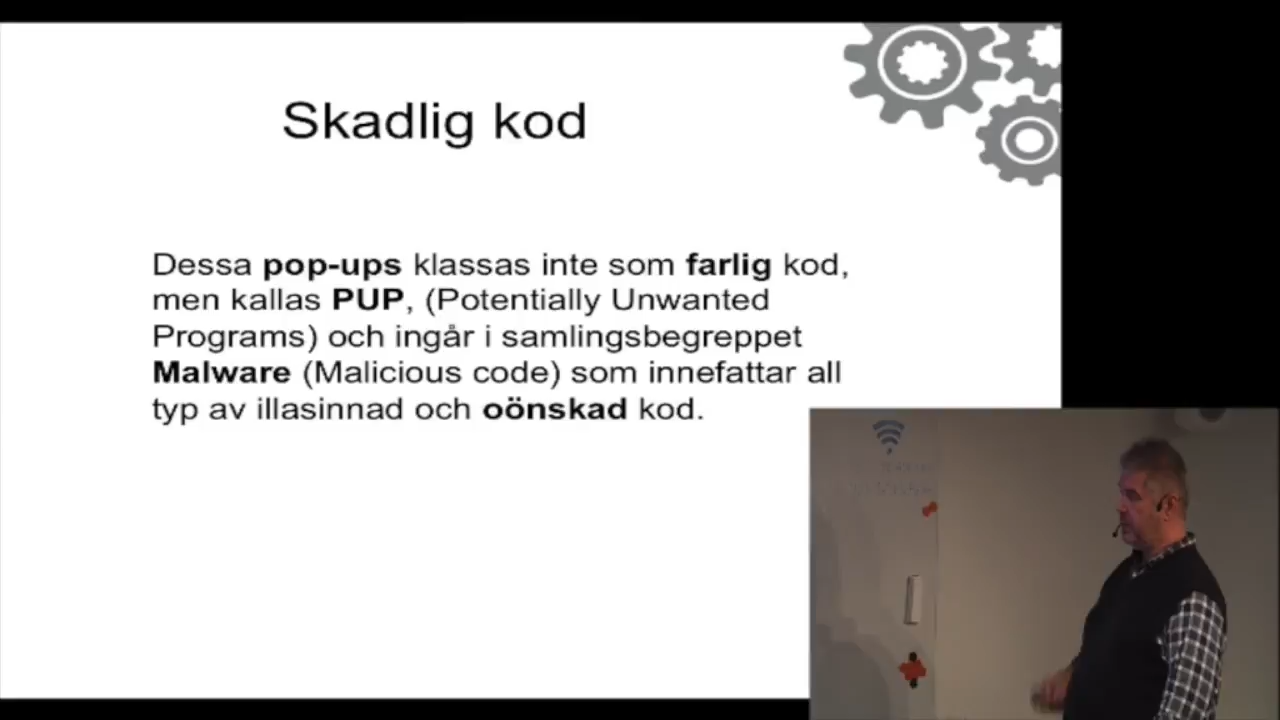 Skadlig kod
Dessa pop-ups klassas inte som farlig kod,
men kallas PUP, (Potentially Unwanted
Programs) och ingår i samlingsbegreppet
Malware (Malicious code) som innefattar all
typ av illasinnad och oönskad kod.